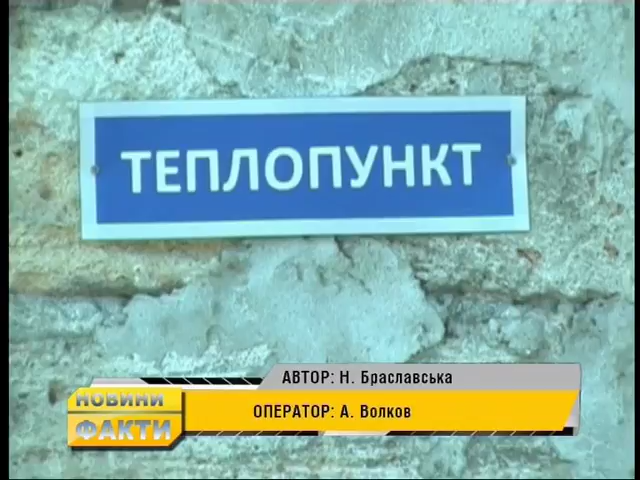 ТЕПЛОПУНКТ
АВТОР: Н. Браславська
ОПЕРАТОР: А. Волков
НОВИНИ
ФАКТИ